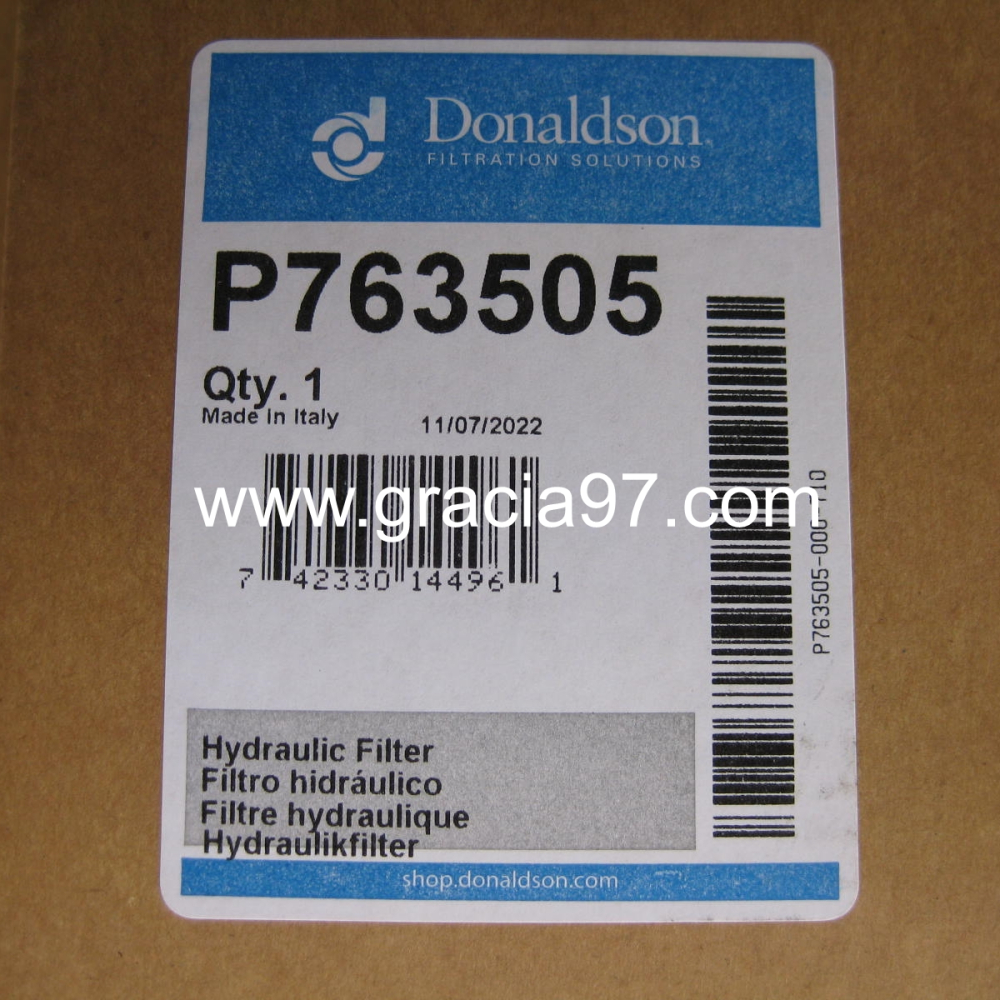 Donaldson
FILTRATION SOLUTIONS
P763505
Qty. 1
Made In Italy
11/07/2022
www.gracia97.com
7 42330 14496 1
Hydraulic Filter
Filtro hidráulico
Filtre hydraulique
Hydraulikfilter
shop.donaldson.com